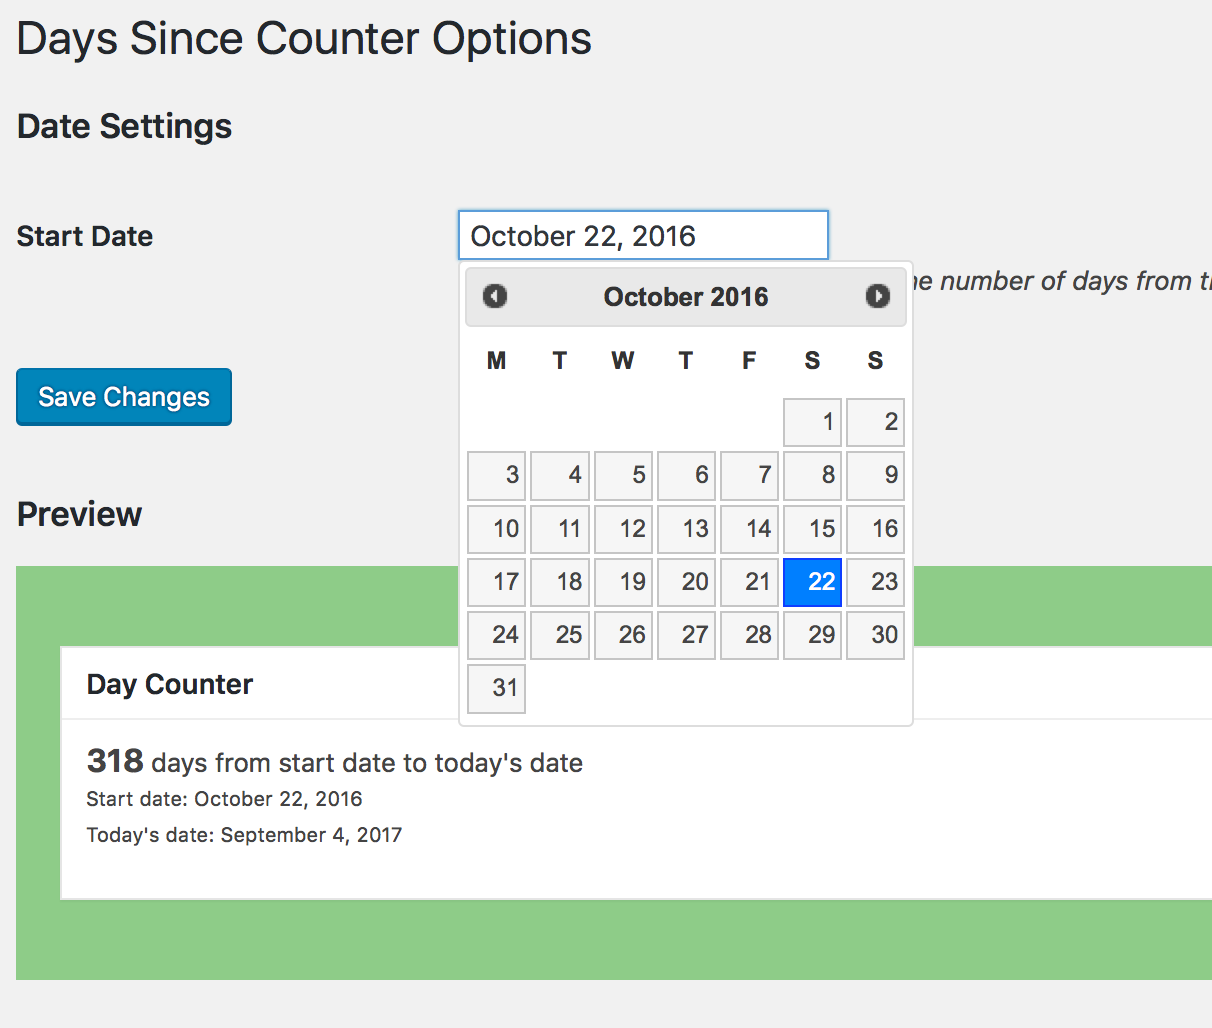 Days Since Counter Options
Date Settings
Start Date
October 22, 2016
number of days from
October 2016
M T W T F S S
1 2
3 4 5 6 7 8 9
10 11 12 13 14 15 16
17 18 19 20 21 22 23
24 25 26 27 28 29 30
31
Save Changes
Preview
Day Counter
318 days from start date to today's date
Start date: October 22, 2016
Today's date: September 4, 2017